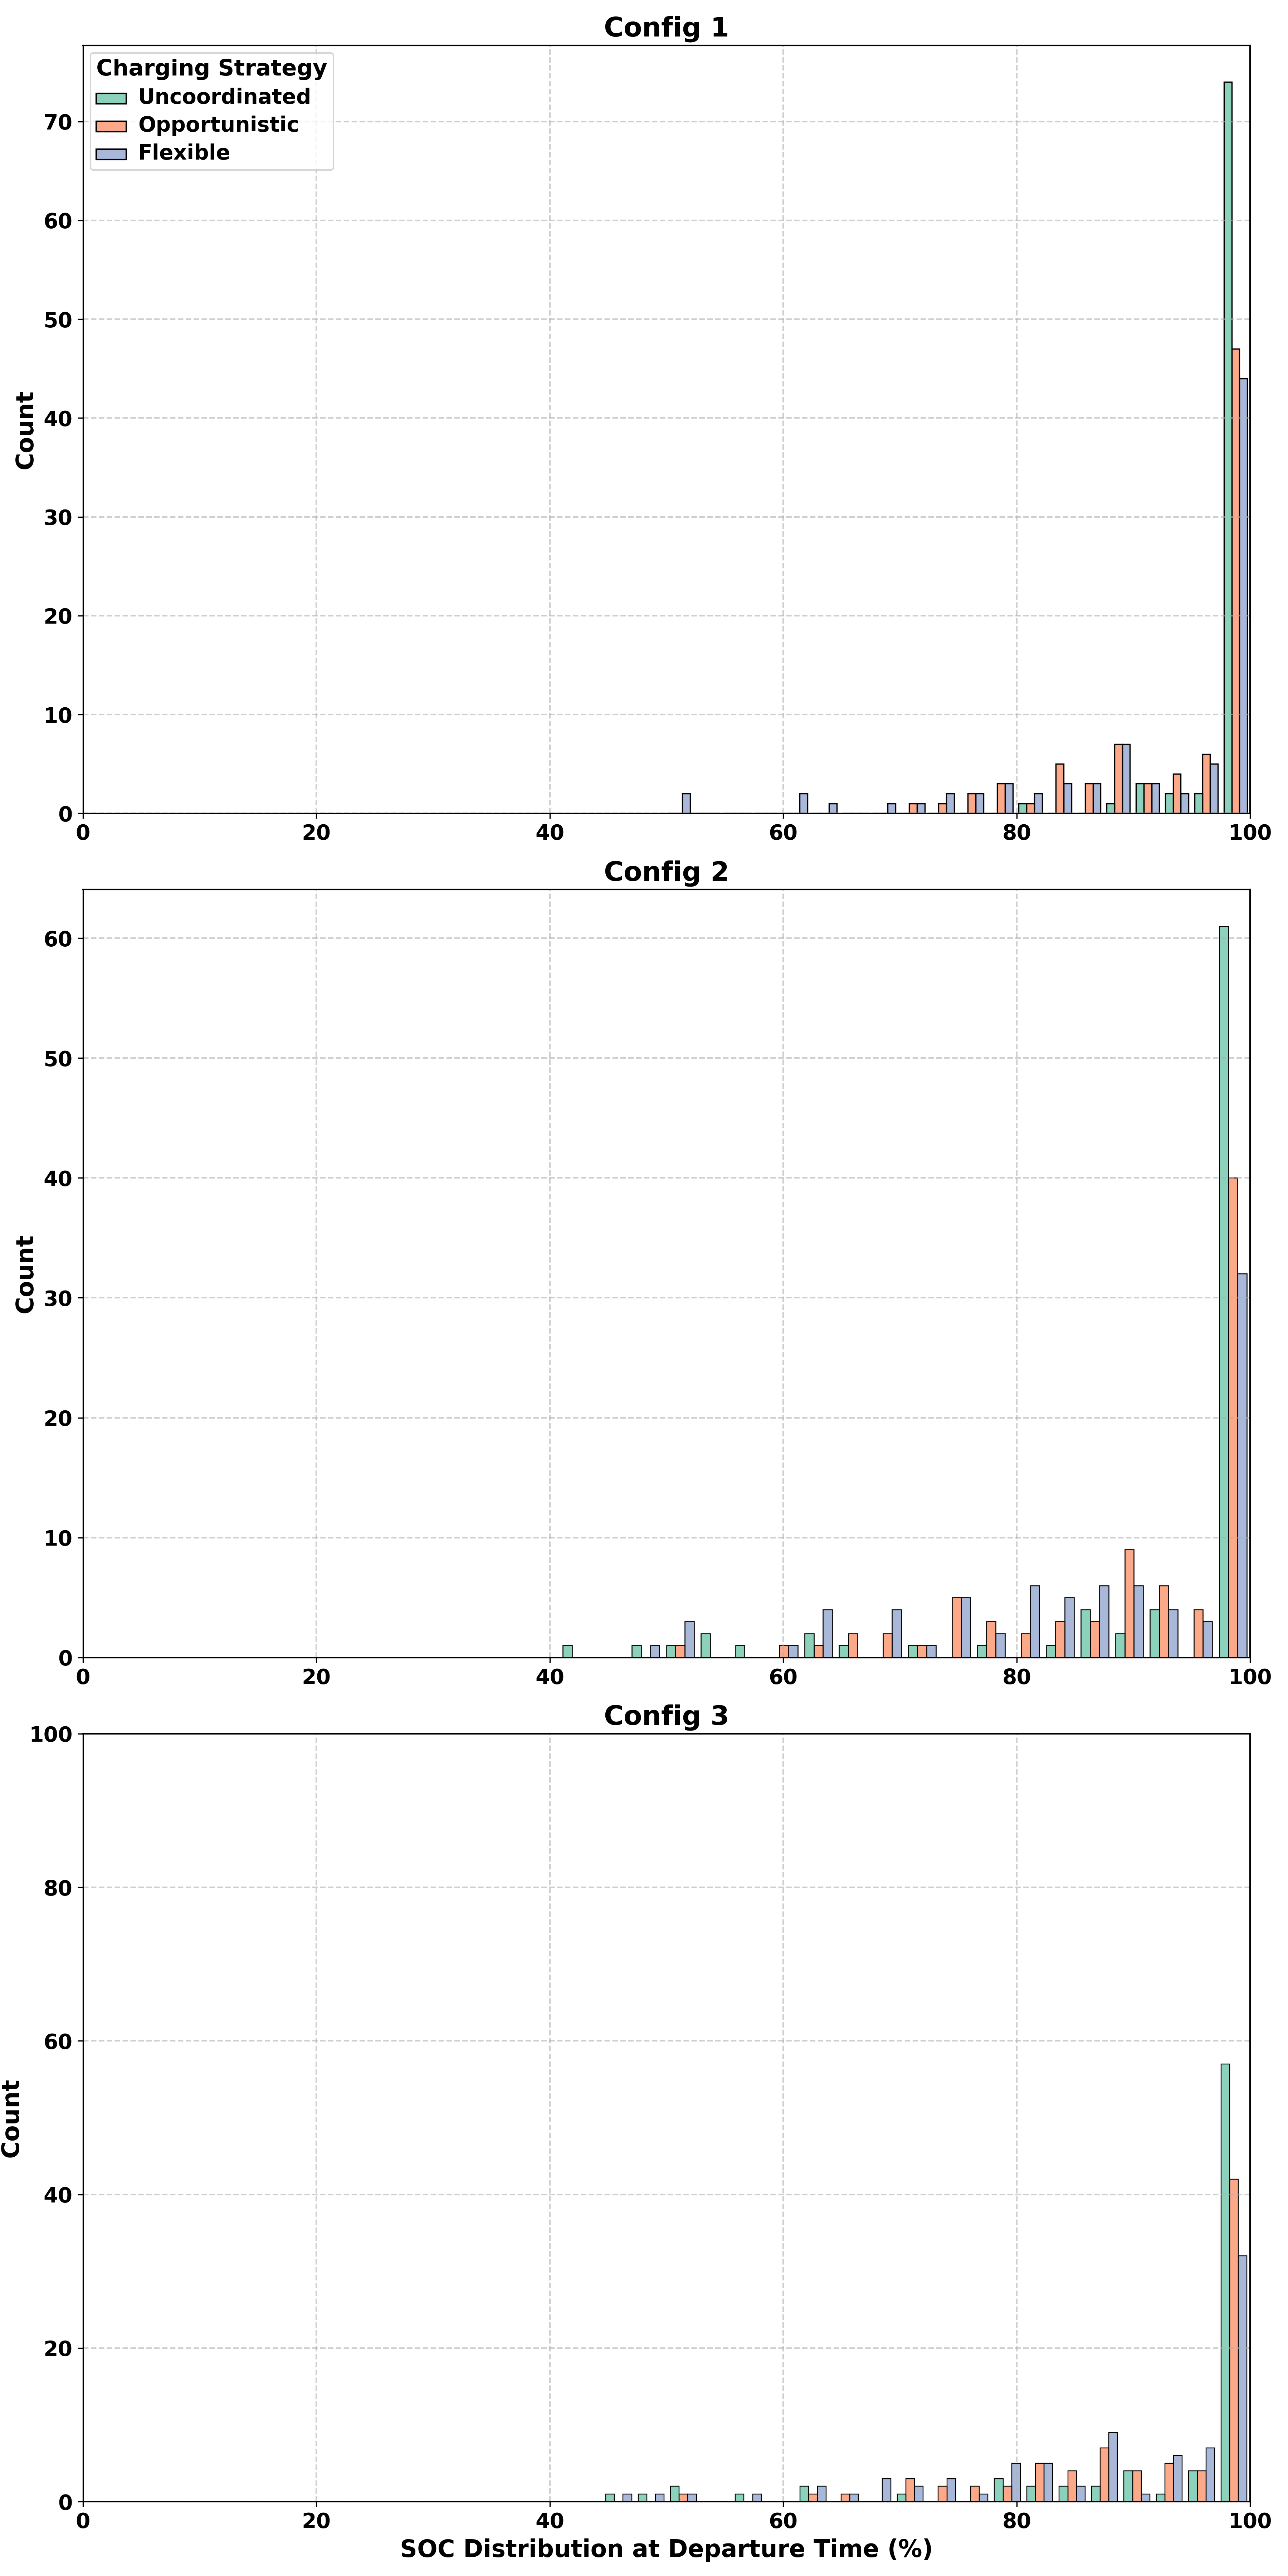 Config 1
Charging Strategy
Uncoordinated
Opportunistic
Flexible
70
60
50
40
30
20
10
0
Count
0 20 40 60 80 100
Config 2
60
50
40
30
20
10
0
Count
0 20 40 60 80 100
Config 3
100
80
60
40
20
0
Count
0 20 40 60 80 100
SOC Distribution at Departure Time (%)